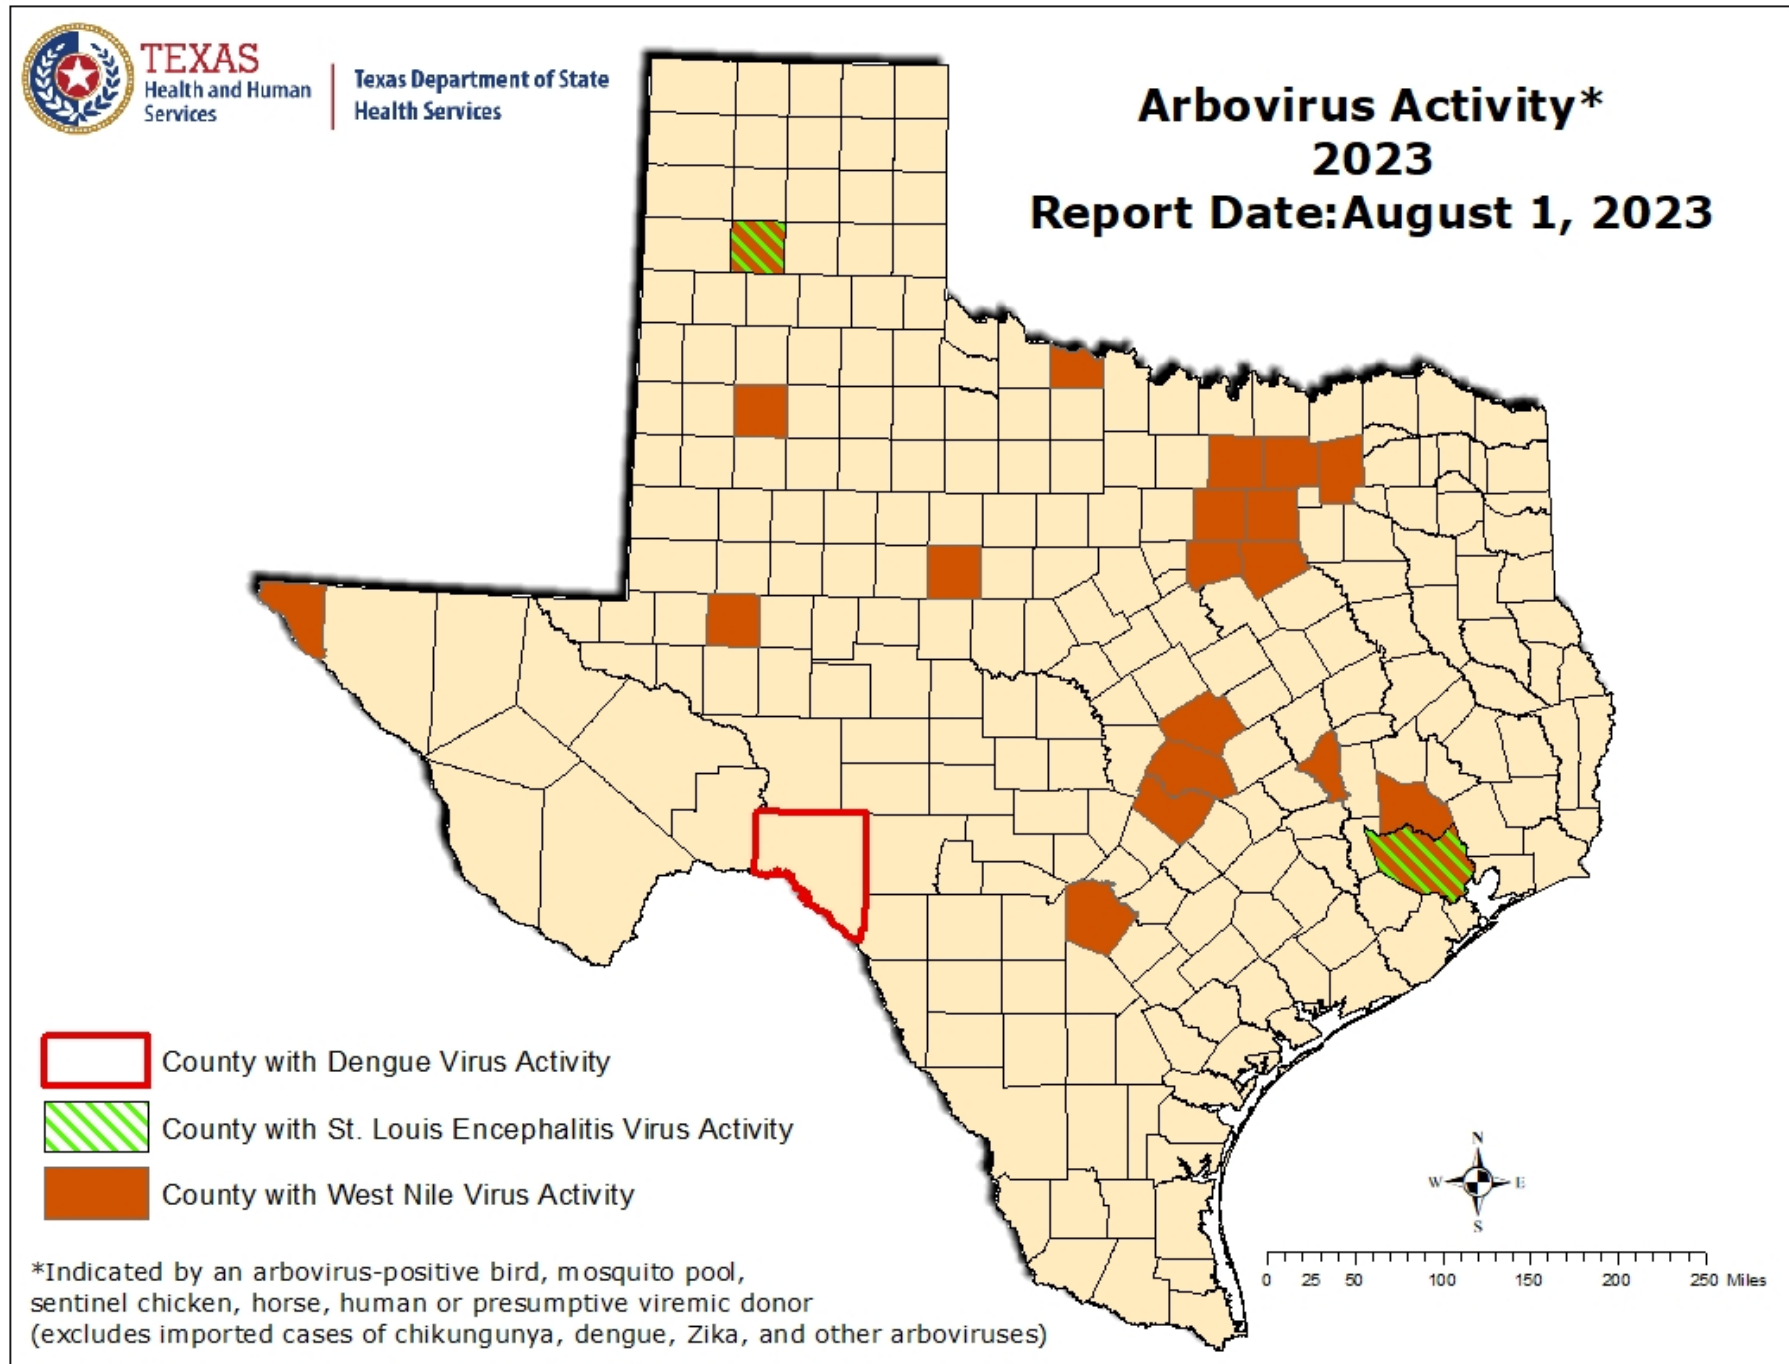 TEXAS
Health and Human
Services
Texas Department of State
Health Services
Arbovirus Activity*
2023
Report Date:August 1, 2023
County with Dengue Virus Activity
County with St. Louis Encephalitis Virus Activity
County with West Nile Virus Activity
*Indicated by an arbovirus-positive bird, mosquito pool,
sentinel chicken, horse, human or presumptive viremic donor
(excludes imported cases of chikungunya, dengue, Zika, and other arboviruses)
N
W E
S
0 25 50 100 150 200 250 Miles